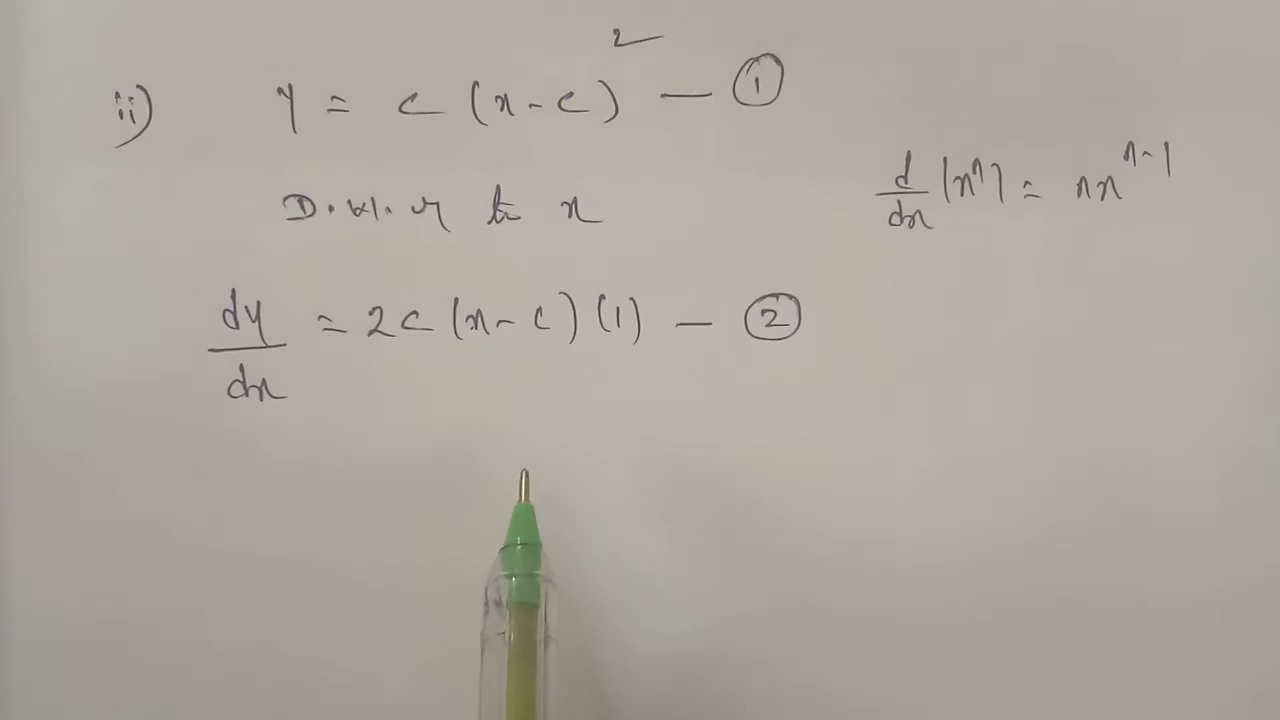 ii) y = c (x - c)² — ①
D. w. r to x
d/dx (xⁿ) = nxⁿ⁻¹
dy/dx = 2c (x - c) (1) — ②